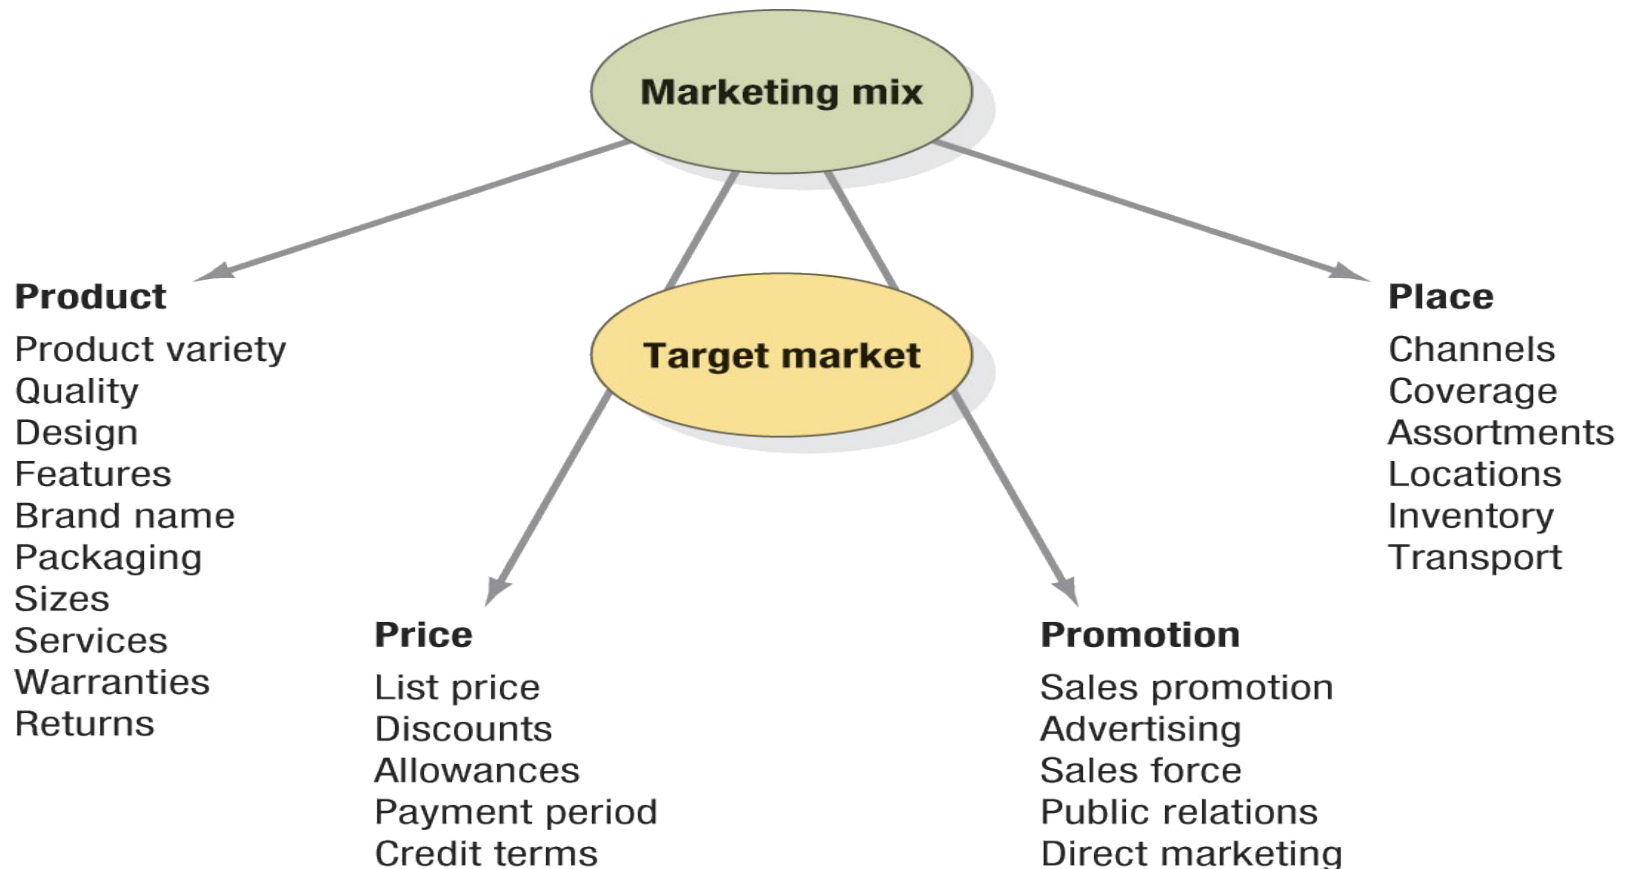 Marketing mix
Target market
Product
Product variety
Quality
Design
Features
Brand name
Packaging
Sizes
Services
Warranties
Returns
Price
List price
Discounts
Allowances
Payment period
Credit terms
Promotion
Sales promotion
Advertising
Sales force
Public relations
Direct marketing
Place
Channels
Coverage
Assortments
Locations
Inventory
Transport